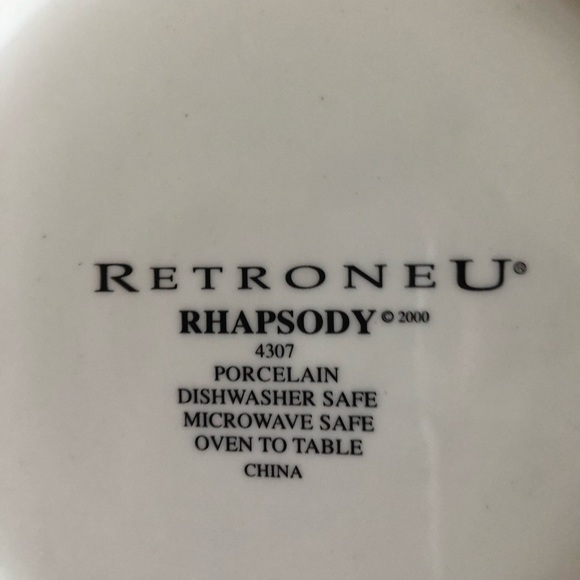 RETRONEU®
RHAPSODY © 2000
4307
PORCELAIN
DISHWASHER SAFE
MICROWAVE SAFE
OVEN TO TABLE
CHINA